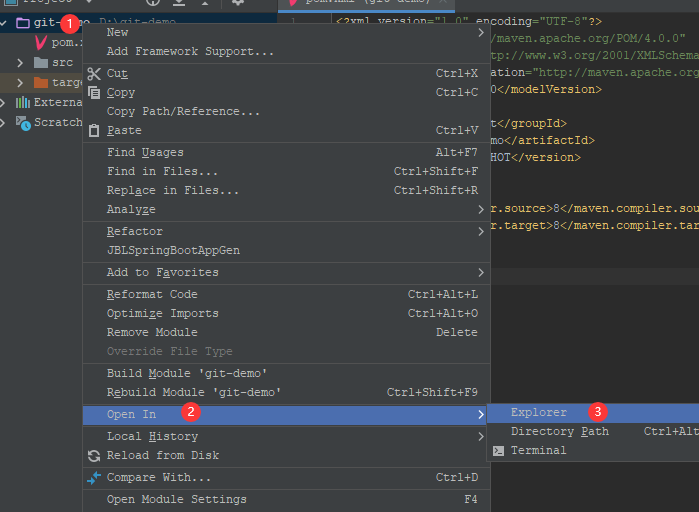 Project
pom.xml (git-demo)
git-demo D:\git-demo
1
pom.x
src
targe
Externa
Scratch
New
Add Framework Support...
Cut Ctrl+X
Copy Ctrl+C
Copy Path/Reference...
Paste Ctrl+V
Find Usages Alt+F7
Find in Files... Ctrl+Shift+F
Replace in Files... Ctrl+Shift+R
Analyze
Refactor
JBLSpringBootAppGen
Add to Favorites
Reformat Code Ctrl+Alt+L
Optimize Imports Ctrl+Alt+O
Remove Module Delete
Override File Type
Build Module 'git-demo'
Rebuild Module 'git-demo' Ctrl+Shift+F9
Open In 2
Local History
Reload from Disk
Compare With... Ctrl+D
Open Module Settings F4
Explorer 3
Directory Path Ctrl+Alt
Terminal
1
<?xml version="1.0" encoding="UTF-8"?>
/maven.apache.org/POM/4.0.0"
ttp://www.w3.org/2001/XMLSchema
ation="http://maven.apache.org
0</modelVersion>
t</groupId>
mo</artifactId>
HOT</version>
r.source>8</maven.compiler.sou
r.target>8</maven.compiler.tar